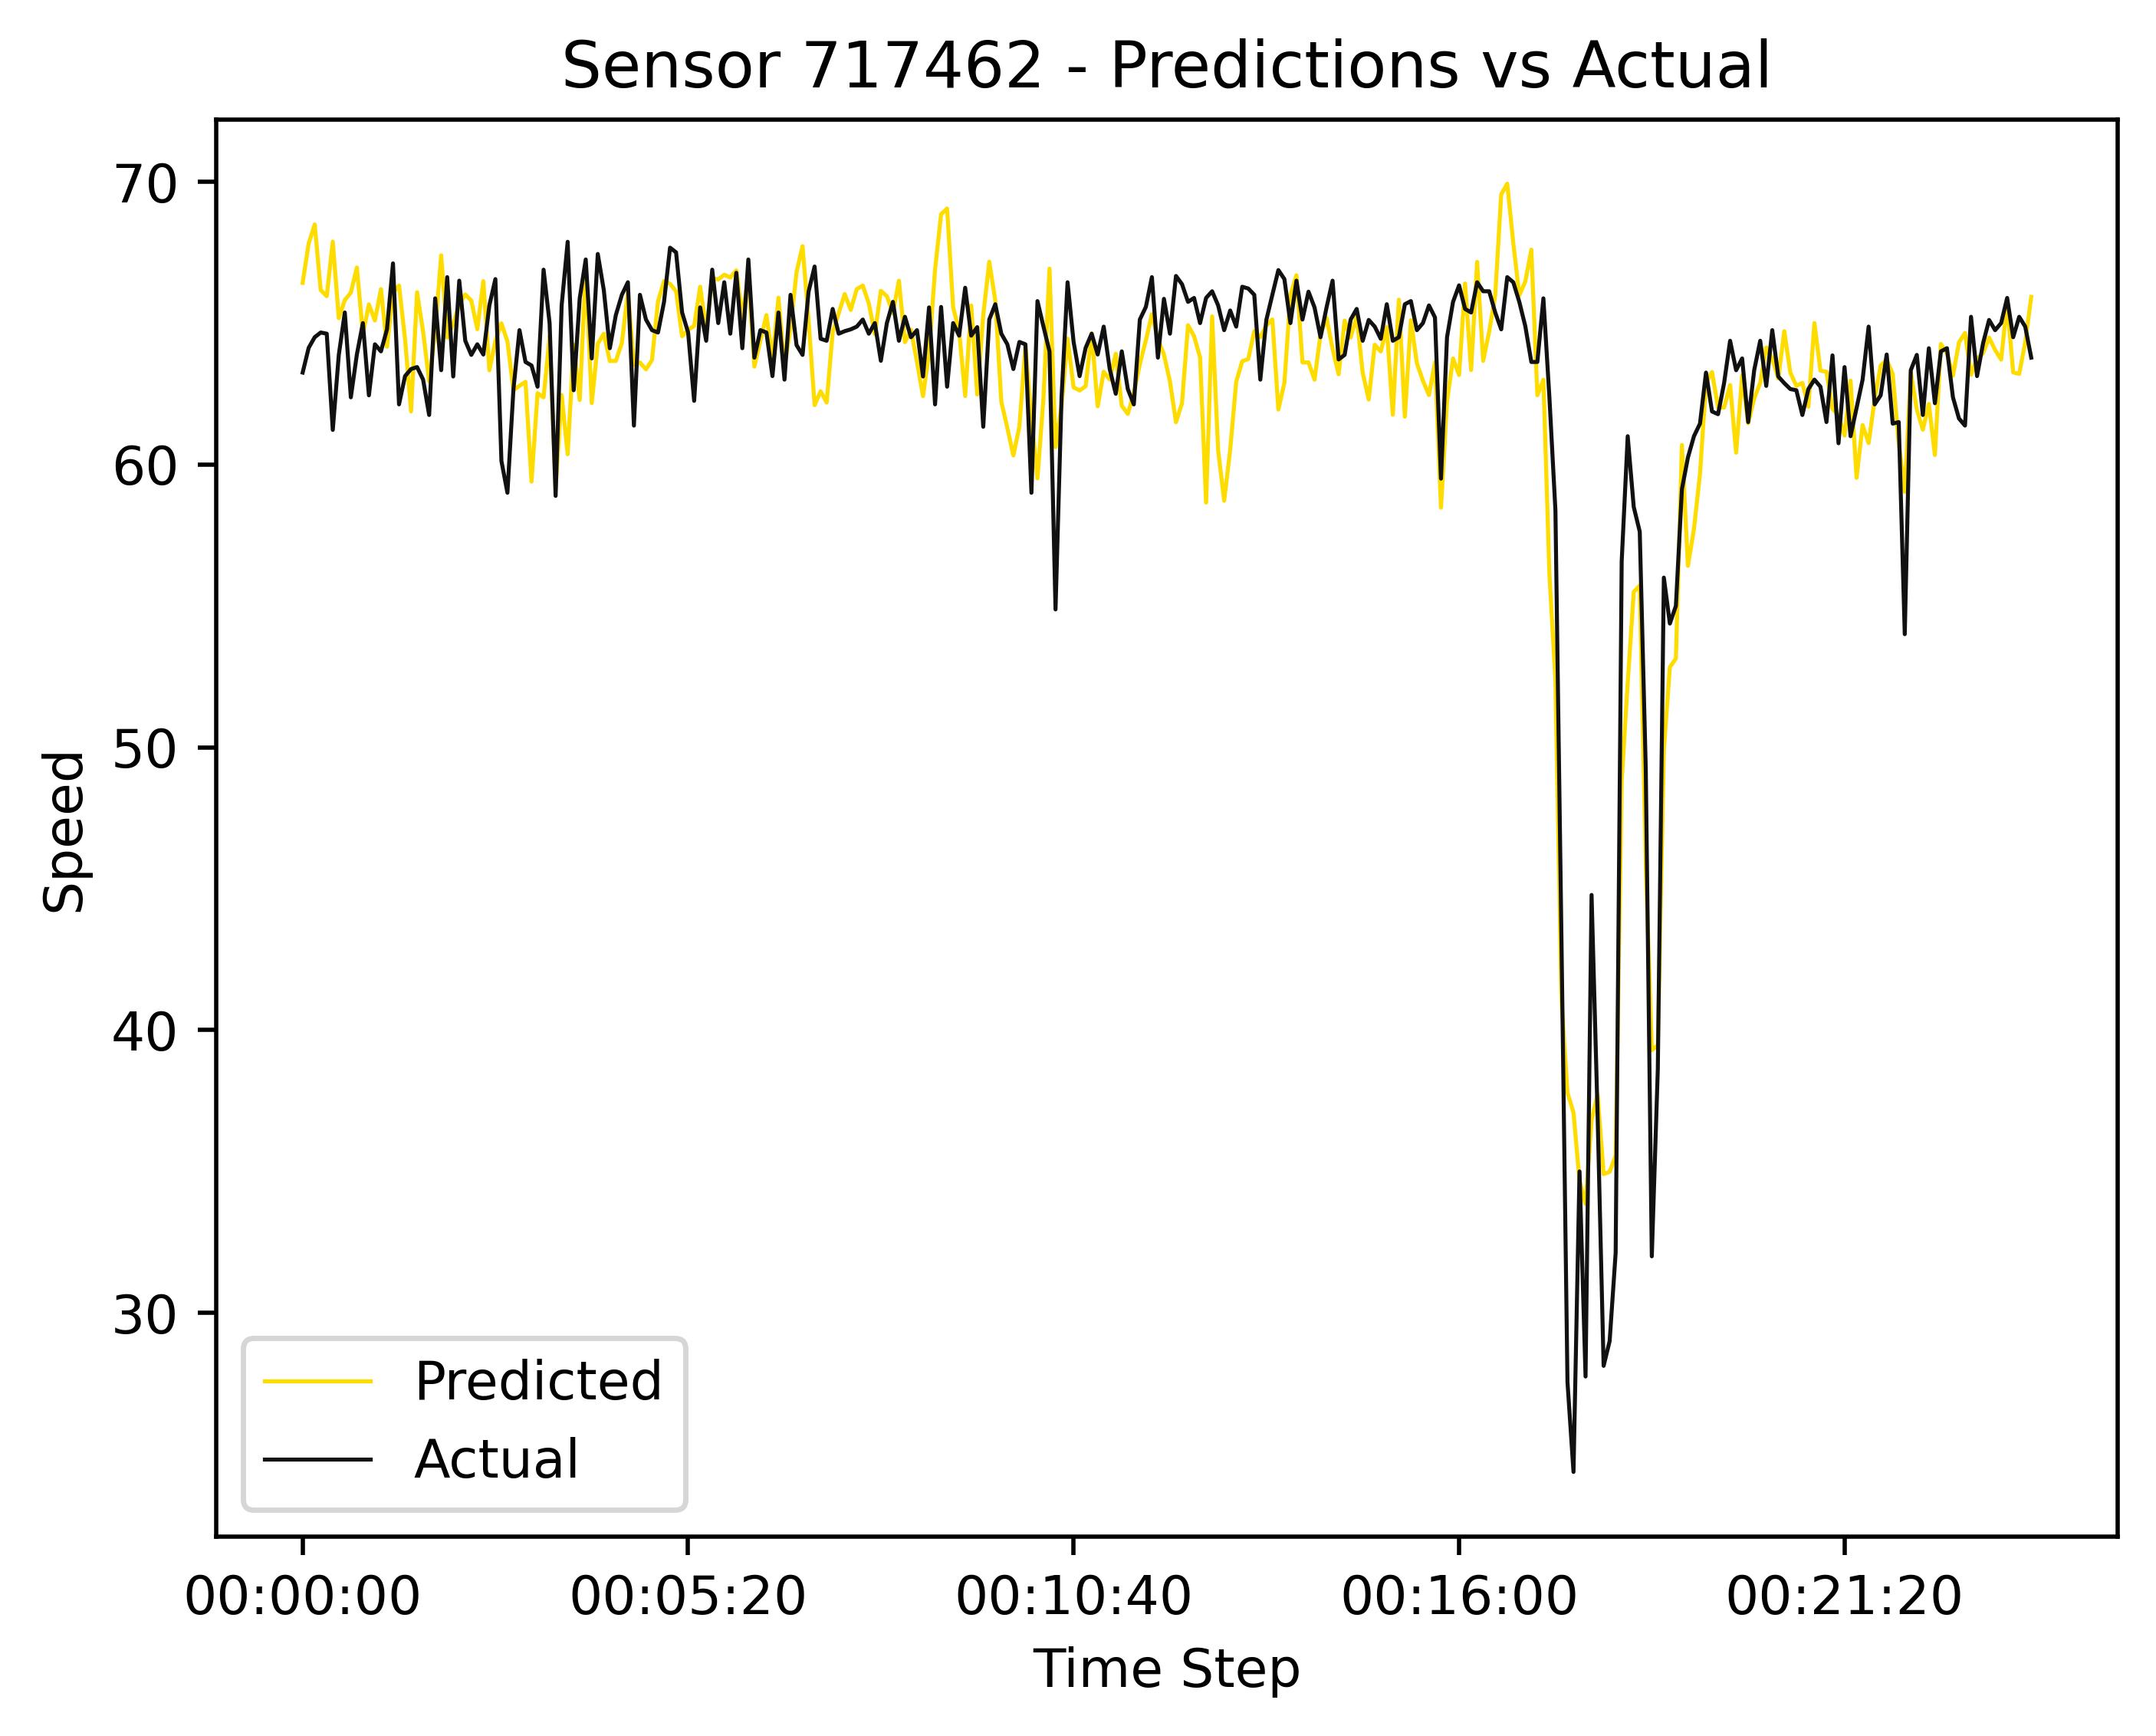 Sensor 717462 - Predictions vs Actual
70
60
50
40
30
Speed
Predicted
Actual
00:00:00 00:05:20 00:10:40 00:16:00 00:21:20
Time Step